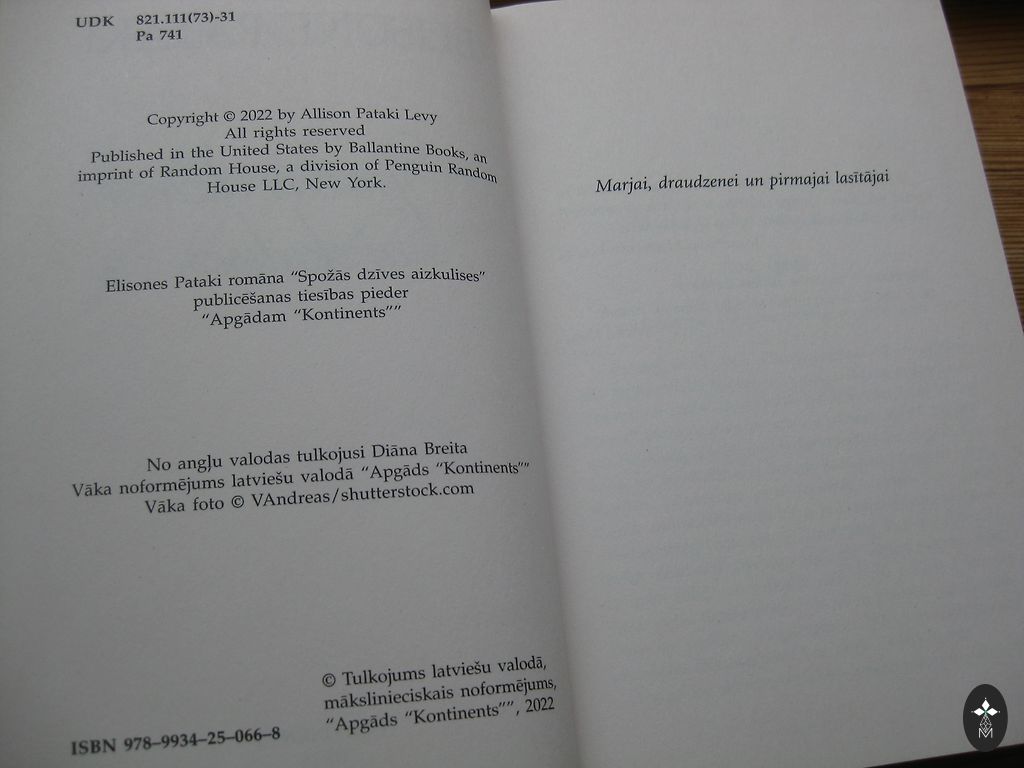 UDK 821.111(73)-31
Pa 741
Copyright © 2022 by Allison Pataki Levy
All rights reserved
Published in the United States by Ballantine Books, an
imprint of Random House, a division of Penguin Random
House LLC, New York.
Elisones Pataki romāna "Spožās dzīves aizkulises"
publicēšanas tiesības pieder
"Apgādam "Kontinents""
No angļu valodas tulkojusi Diāna Breita
Vāka noformējums latviešu valodā "Apgāds "Kontinents""
Vāka foto © VAndreas/shutterstock.com
© Tulkojums latviešu valodā,
mākslinieciskais noformējums,
"Apgāds "Kontinents"", 2022
ISBN 978-9934-25-066-8
Marjai, draudzenei un pirmajai lasītājai
M